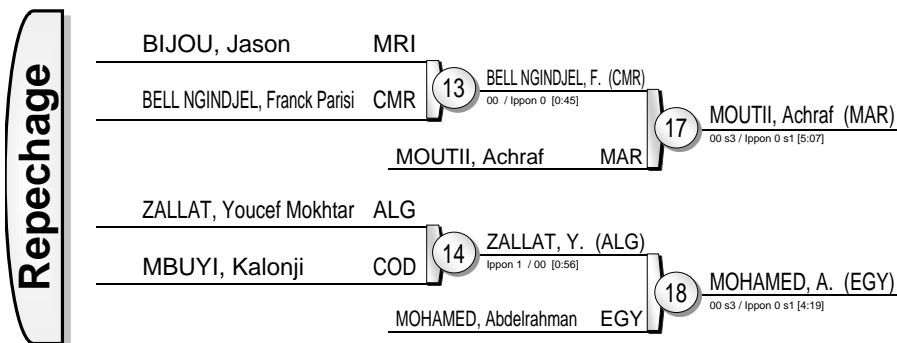 Repechage
BIJOU, Jason MRI
BELL NGINDJEL, Franck Parisi CMR
13
BELL NGINDJEL, F. (CMR)
00 / Ippon 0 [0:45]
MOUTII, Achraf MAR
17
MOUTII, Achraf (MAR)
00 s3 / Ippon 0 s1 [5:07]
ZALLAT, Youcef Mokhtar ALG
MBUYI, Kalonji COD
14
ZALLAT, Y. (ALG)
Ippon 1 / 00 [0:56]
MOHAMED, Abdelrahman EGY
18
MOHAMED, A. (EGY)
00 s3 / Ippon 0 s1 [4:19]